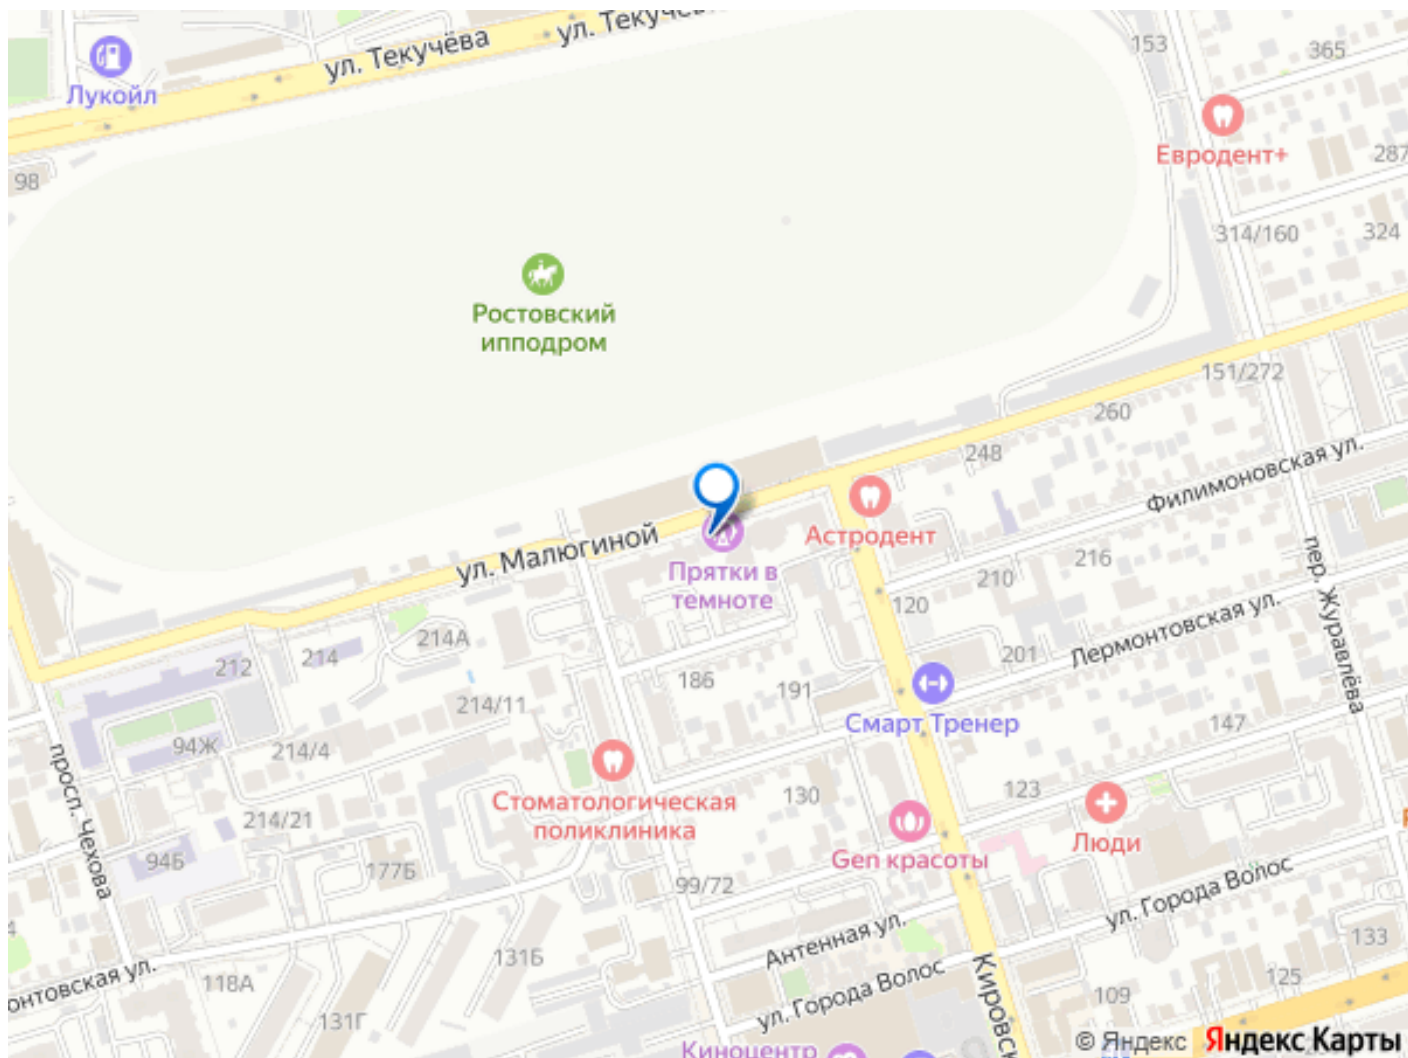 ул. Текучёва
ул. Текучёва
153
365
Лукойл
Евродент+
287
98
314/160
324
Ростовский
ипподром
151/272
260
248
Филимоновская ул.
Астродент
ул. Малюгиной
Прятки в
темноте
216
210
120
пер. Журавлёва
Лермонтовская ул.
214А
214
212
201
186
191
214/11
Смарт Тренер
147
94Ж
214/4
просп. Чехова
Стоматологическая
поликлиника
130
123
Люди
214/21
Gen красоты
94Б
177Б
99/72
ул. Города Волос
Антенная ул.
133
131Б
монтовская ул.
118А
ул. Города Волос
Кировск
125
109
131Г
Киноцентр
© Яндекс Яндекс Карты